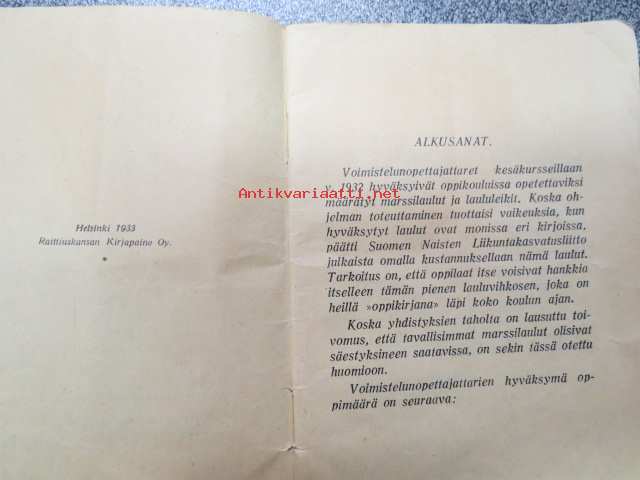 Helsinki 1933
Raittiuskansan Kirjapaino Oy.
ALKUSANAT.
Voimistelunopettajattaret kesäkursseillaan
v. 1932 hyväksyivät oppikouluissa opetettaviksi
määrätyt marssilaulut ja laululeikit. Koska oh-
jelman toteuttaminen tuottaisi vaikeuksia, kun
hyväksytyt laulut ovat monissa eri kirjoissa,
päätti Suomen Naisten Liikuntakasvatusliitto
julkaista omalla kustannuksellaan nämä laulut.
Tarkoitus on, että oppilaat itse voisivat hankkia
itselleen tämän pienen lauluvihkosen, joka on
heillä »oppikirjana» läpi koko koulun ajan.
Koska yhdistyksien taholta on lausuttu toi-
vomus, että tavallisimmat marssilaulut olisivat
säestyksineen saatavissa, on sekin tässä otettu
huomioon.
Voimistelunopettajattarien hyväksymä op-
pimäärä on seuraava:
Antikvariaatti.net